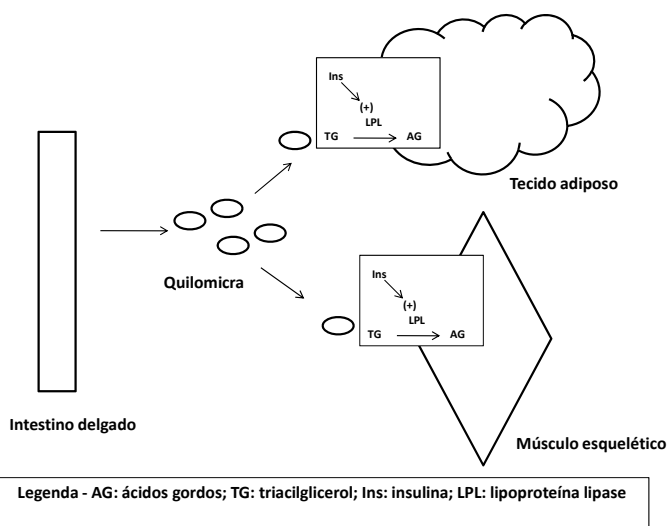 Ins
(+)
LPL
TG AG
Tecido adiposo
Quilomicra
Ins
(+)
LPL
TG AG
Intestino delgado
Músculo esquelético
Legenda - AG: ácidos gordos; TG: triacilglicerol; Ins: insulina; LPL: lipoproteína lipase